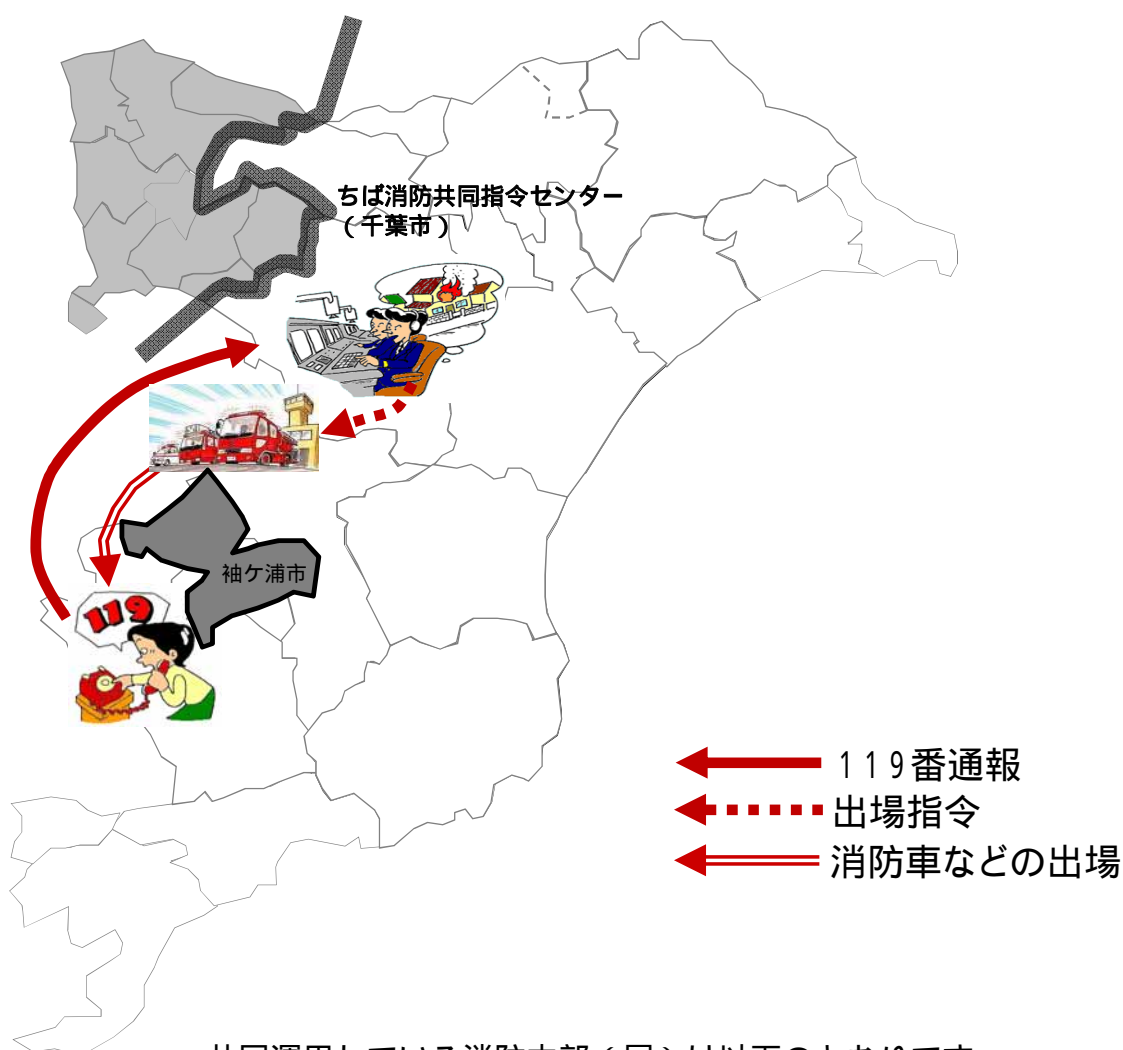 ちば消防共同指令センター
（千葉市）
袖ケ浦市
119
119番通報
出場指令
消防車などの出場